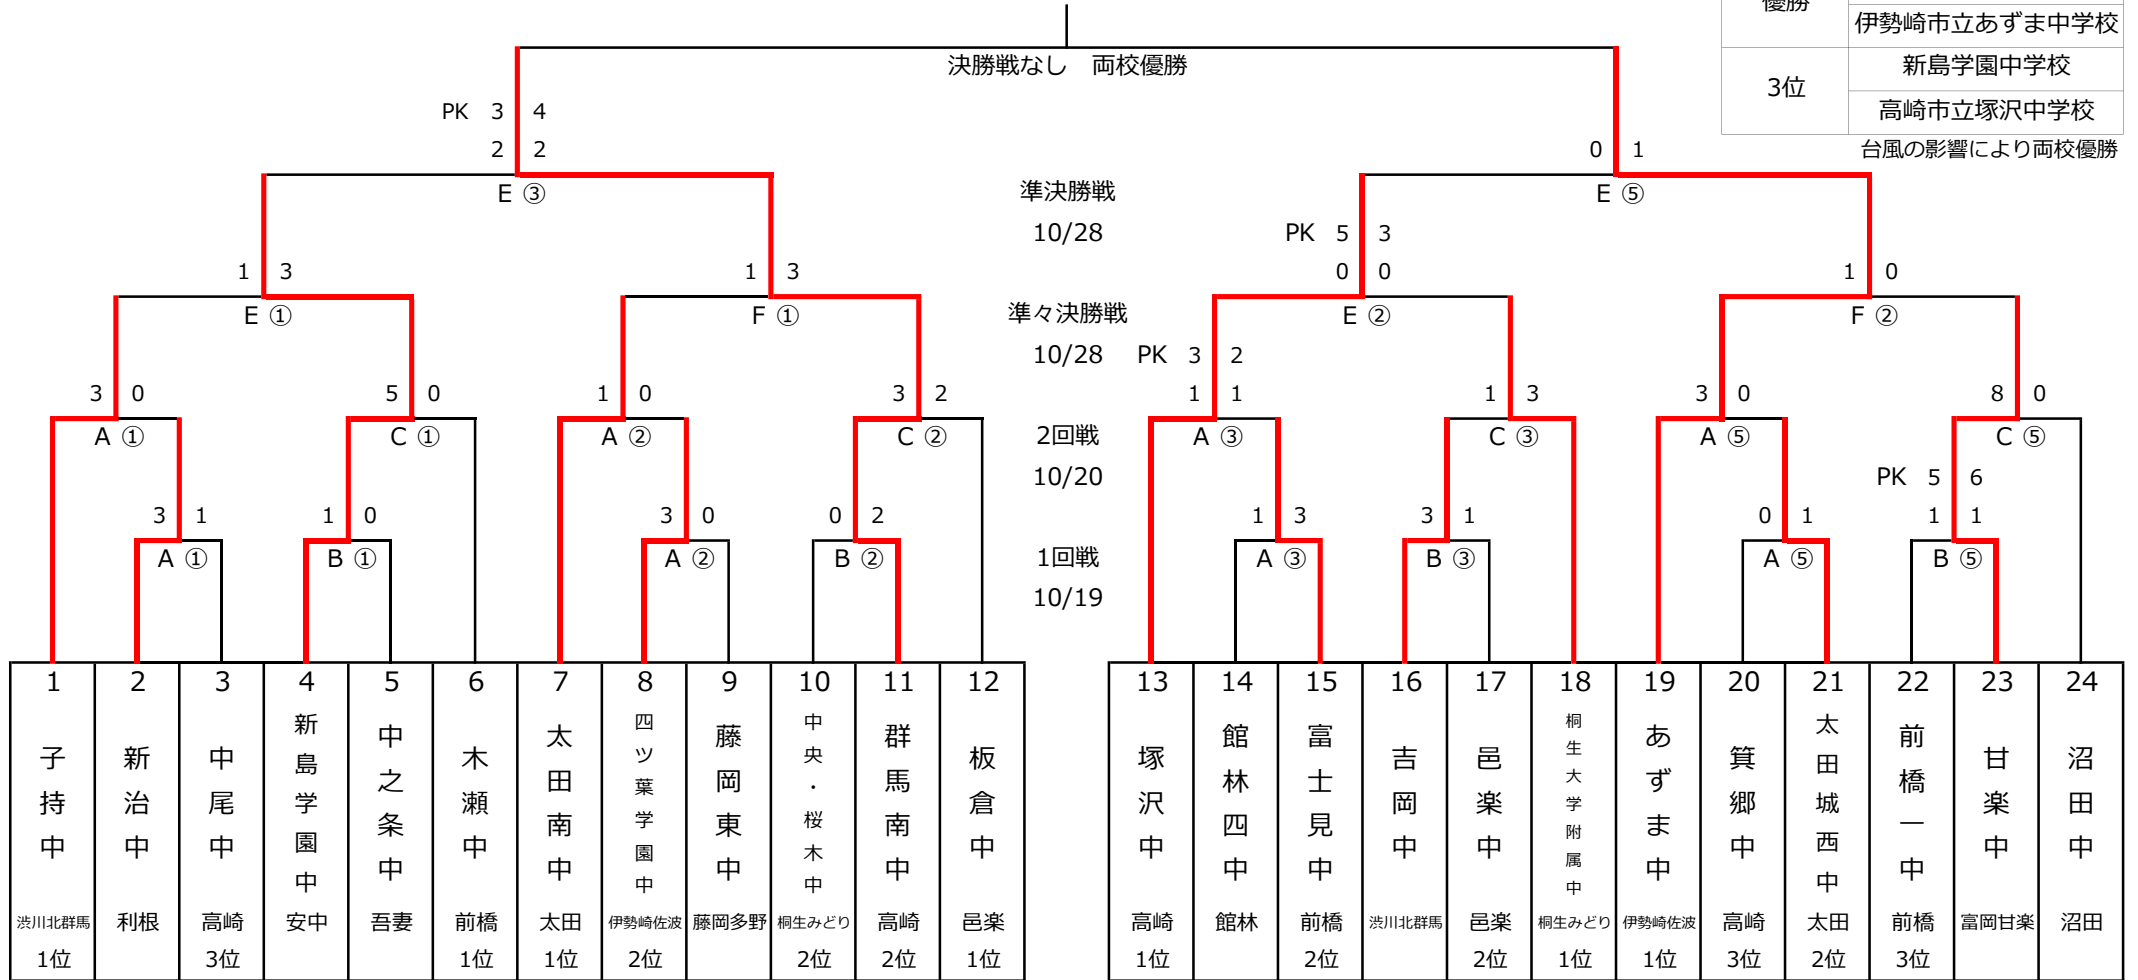 優勝
伊勢崎市立あずま中学校
決勝戦なし　両校優勝
新島学園中学校
3位
高崎市立塚沢中学校
台風の影響により両校優勝
PK 3 4
2 2
0 1
E ③
準決勝戦
E ⑤
10/28
PK 5 3
1 3
1 3
0 0
1 0
E ①
F ①
準々決勝戦
E ②
F ②
10/28
PK 3 2
3 0
5 0
1 0
3 2
1 1
1 3
3 0
8 0
A ①
C ①
A ②
C ②
2回戦
A ③
C ③
A ⑤
C ⑤
10/20
PK 5 6
3 1
1 0
3 0
0 2
1 3
3 1
0 1
1 1
A ①
B ①
A ②
B ②
1回戦
A ③
B ③
A ⑤
B ⑤
10/19
1 子持中 渋川北群馬 1位
2 新治中 利根
3 中尾中 高崎 3位
4 新島学園中 安中
5 中之条中 吾妻
6 木瀬中 前橋 1位
7 太田南中 太田 1位
8 四ツ葉学園中 伊勢崎佐波 2位
9 藤岡東中 藤岡多野
10 中央・桜木中 桐生みどり 2位
11 群馬南中 高崎 2位
12 板倉中 邑楽 1位
13 塚沢中 高崎 1位
14 館林四中 館林
15 富士見中 前橋 2位
16 吉岡中 渋川北群馬
17 邑楽中 邑楽 2位
18 桐生大学附属中 桐生みどり 1位
19 あずま中 伊勢崎佐波 1位
20 箕郷中 高崎 3位
21 太田城西中 太田 2位
22 前橋一中 前橋 3位
23 甘楽中 富岡甘楽
24 沼田中 沼田